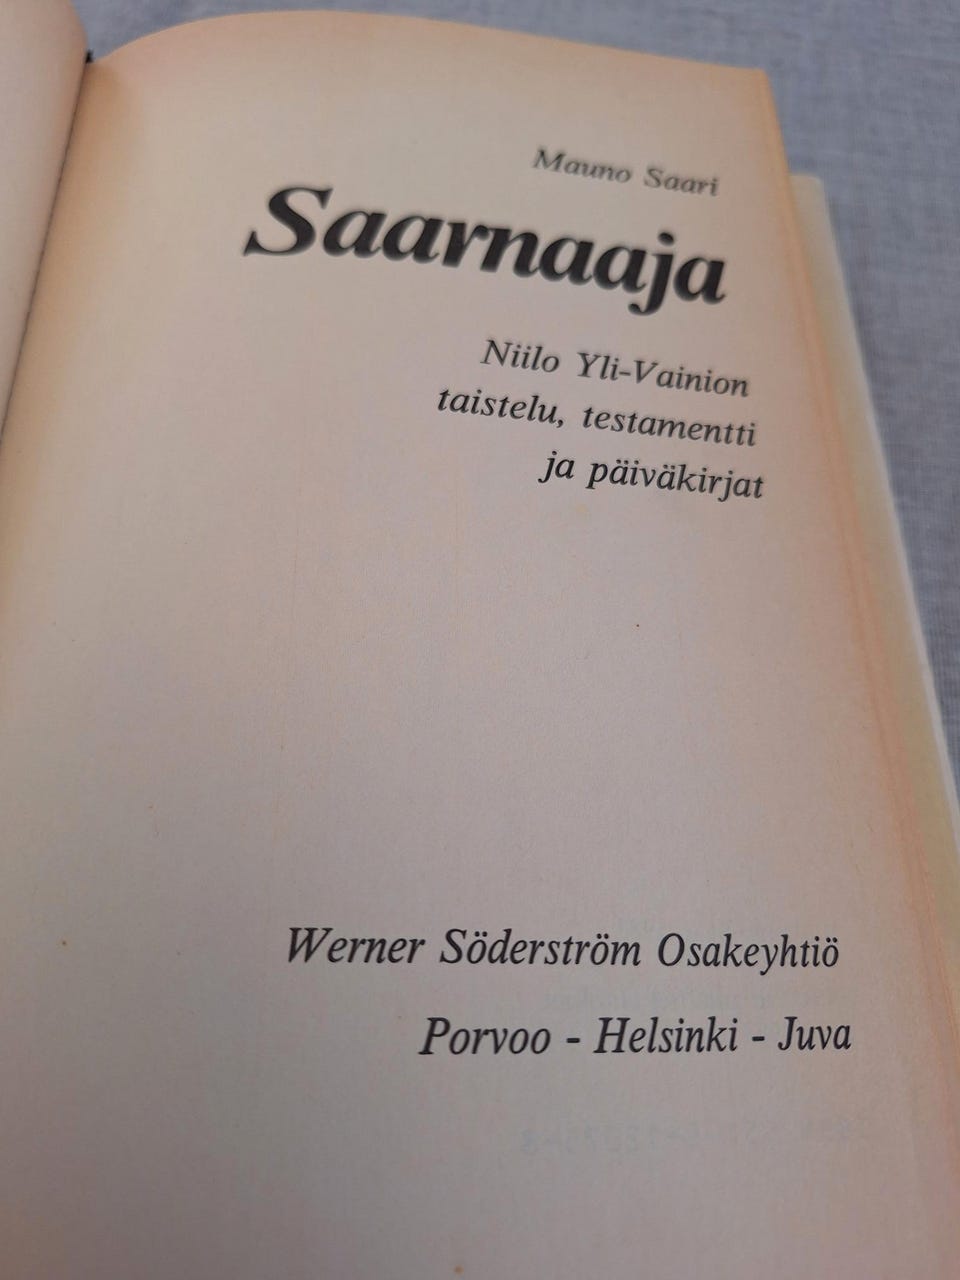 Mauno Saari
Saarnaaja
Niilo Yli-Vainion
taistelu, testamentti
ja päiväkirjat
Werner Söderström Osakeyhtiö
Porvoo - Helsinki - Juva